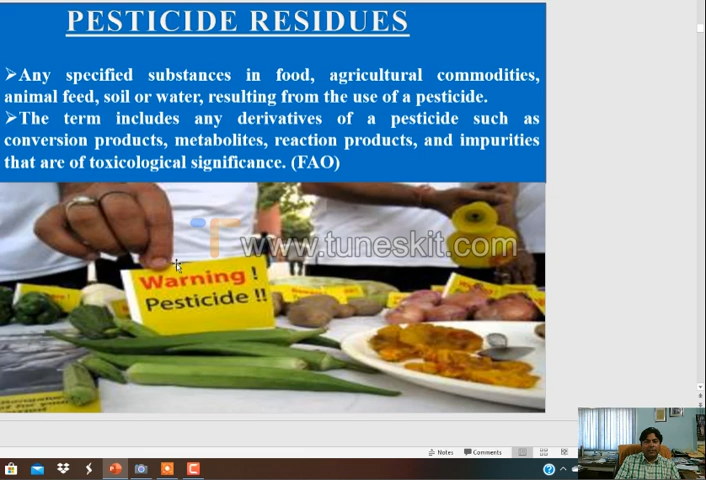 PESTICIDE RESIDUES
➢Any specified substances in food, agricultural commodities,
animal feed, soil or water, resulting from the use of a pesticide.
➢The term includes any derivatives of a pesticide such as
conversion products, metabolites, reaction products, and impurities
that are of toxicological significance. (FAO)
www.tuneskit.com
Warning !
Pesticide !!
Notes Comments